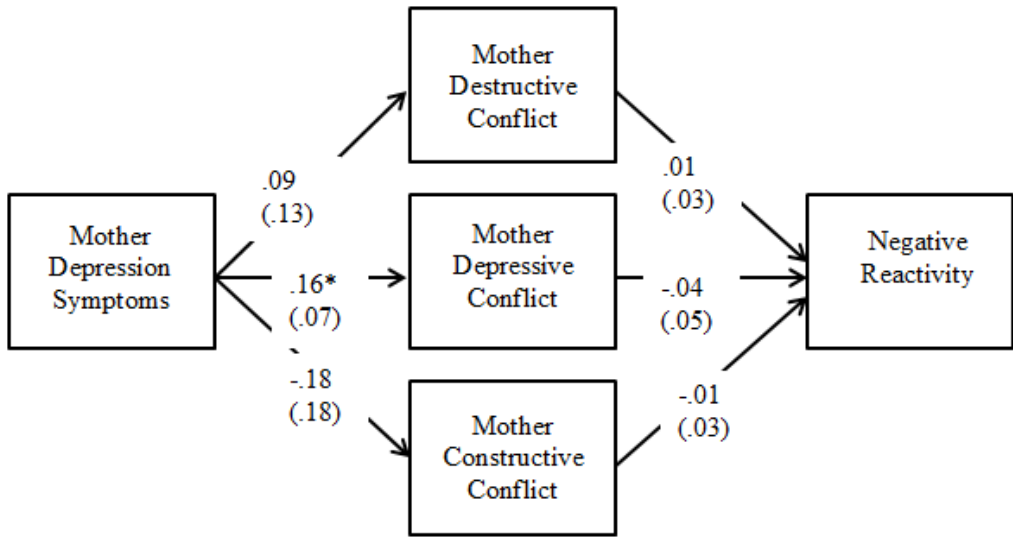 Mother
Destructive
Conflict
.09
(.13)
.01
(.03)
Mother
Depression
Symptoms
.16*
(.07)
Mother
Depressive
Conflict
-.04
(.05)
Negative
Reactivity
-.18
(.18)
Mother
Constructive
Conflict
-.01
(.03)